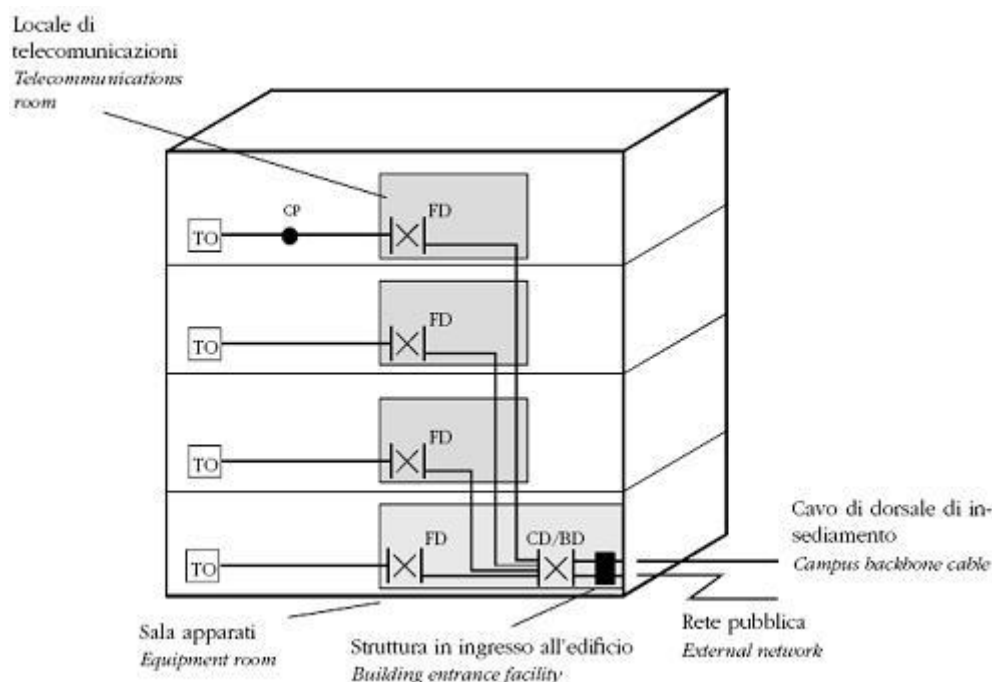 Locale di
telecomunicazioni
Telecommunications
room
CP
FD
TO
FD
TO
FD
TO
FD
CD/BD
TO
Cavo di dorsale di in-
sediamento
Campus backbone cable
Rete pubblica
External network
Sala apparati
Equipment room
Struttura in ingresso all'edificio
Building entrance facility